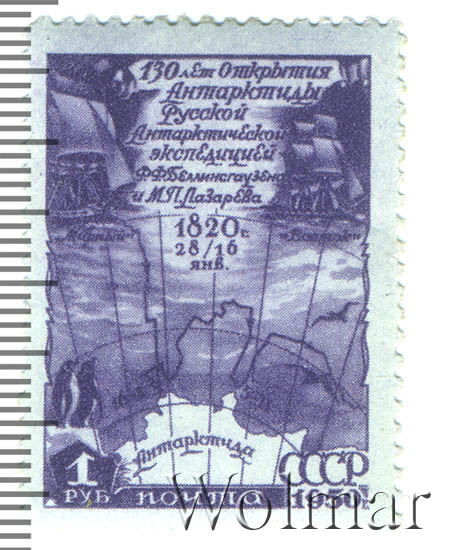 130 лет открытия
Антарктиды
Русской
Антарктической
экспедицией
Ф.Ф.Беллинсгаузена
и М.П.Лазарева
1820 г.
28/16
янв.
„Восток“
Антарктида
1
РУБ
ПОЧТА
СССР
1950 г.
Wolmar